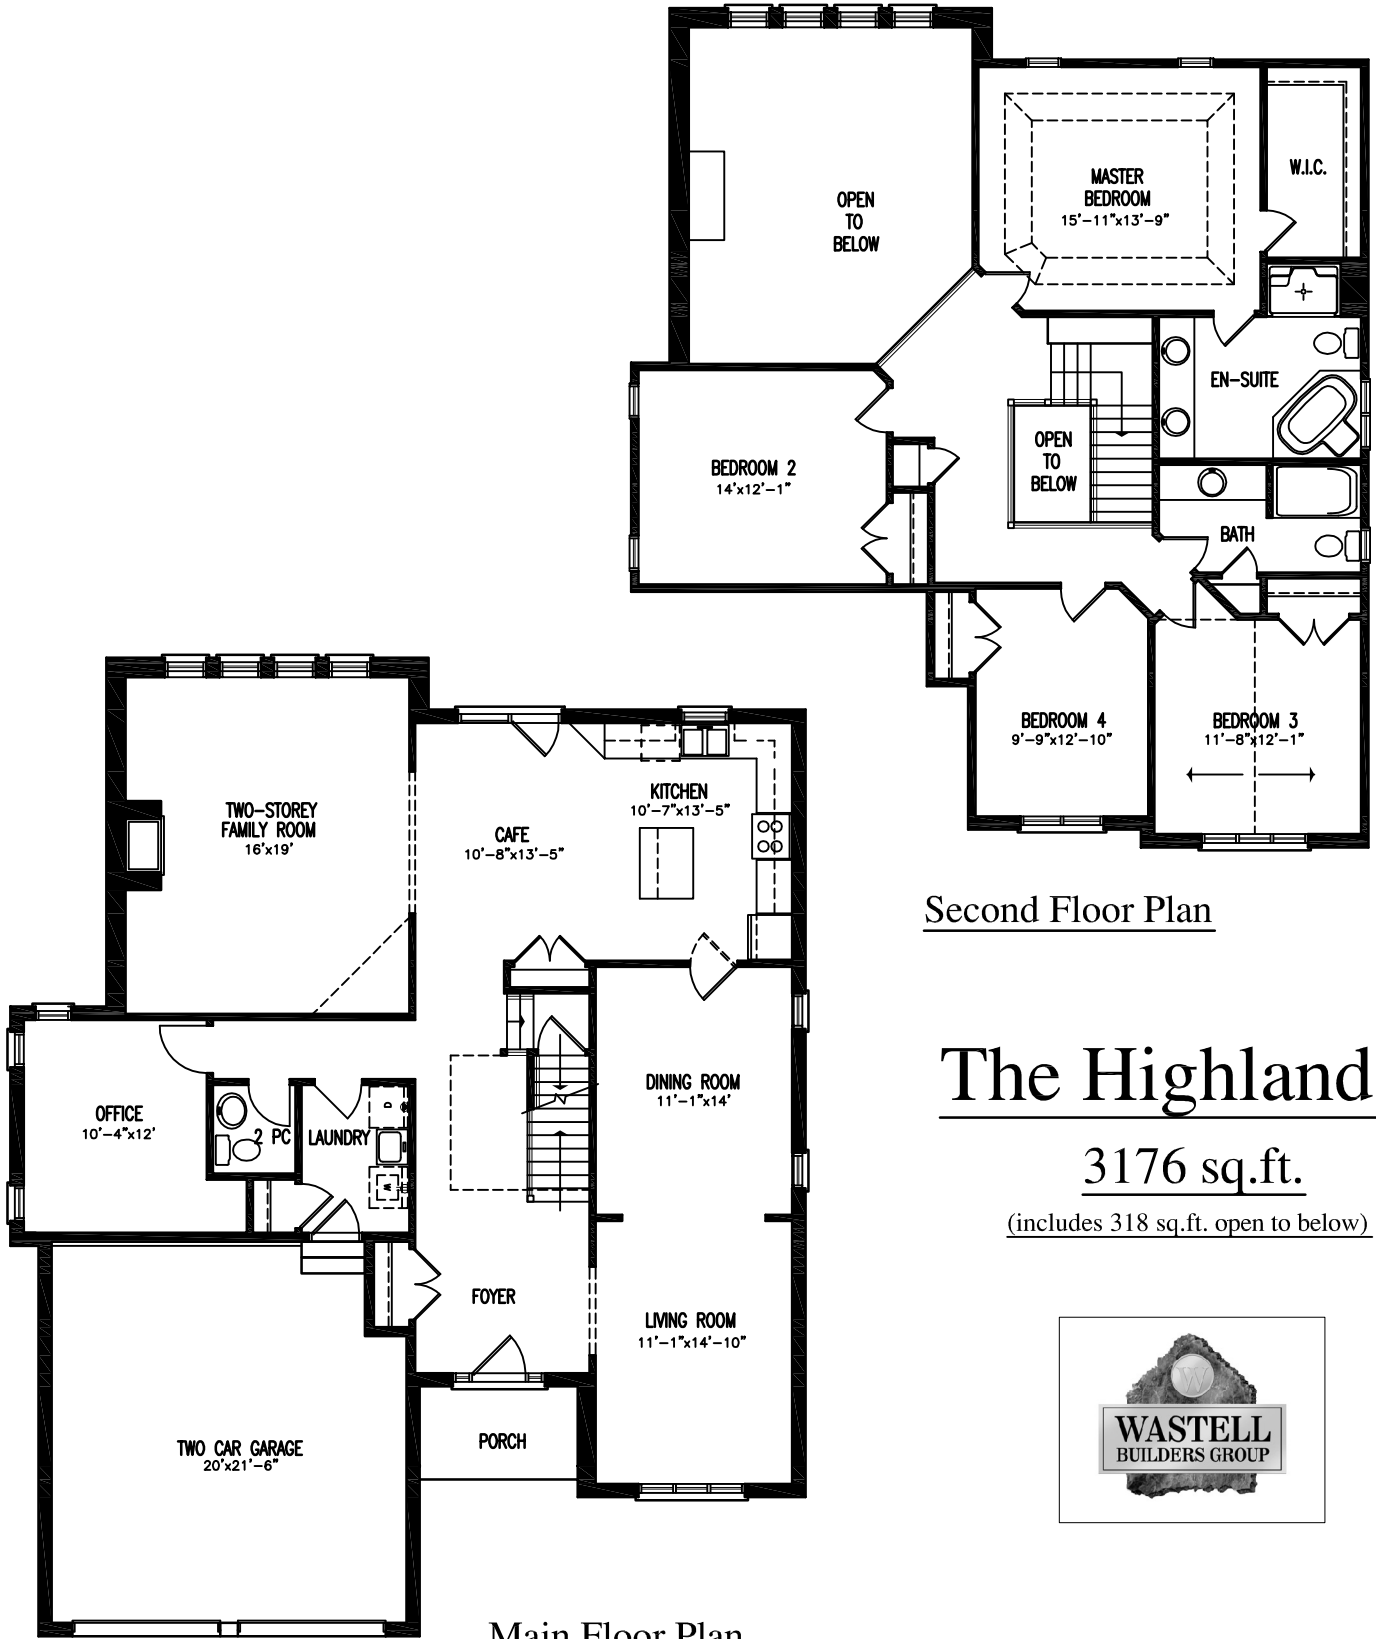 OPEN
TO
BELOW
MASTER
BEDROOM
15'-11"x13'-9"
W.I.C.
EN-SUITE
OPEN
TO
BELOW
BEDROOM 2
14'x12'-1"
BATH
BEDROOM 4
9'-9"x12'-10"
BEDROOM 3
11'-8"x12'-1"
Second Floor Plan
TWO-STOREY
FAMILY ROOM
16'x19'
CAFE
10'-8"x13'-5"
KITCHEN
10'-7"x13'-5"
DINING ROOM
11'-1"x14'
OFFICE
10'-4"x12'
2 PC
LAUNDRY
D
W
N
FOYER
LIVING ROOM
11'-1"x14'-10"
PORCH
TWO CAR GARAGE
20'x21'-6"
Main Floor Plan
The Highland
3176 sq.ft.
(includes 318 sq.ft. open to below)
W
WASTELL
BUILDERS GROUP